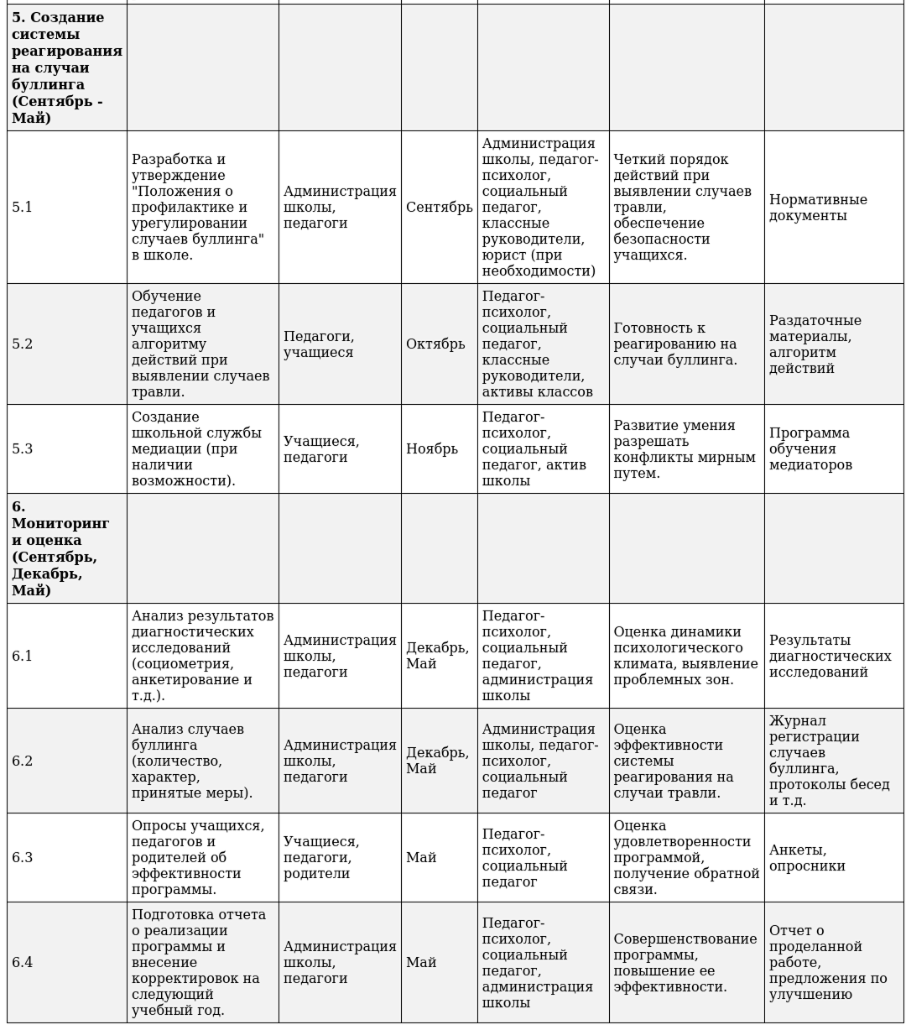 5. Создание
системы
реагирования
на случаи
буллинга
(Сентябрь -
Май)
5.1
Разработка и
утверждение
"Положения о
профилактике и
урегулировании
случаев буллинга"
в школе.
Администрация
школы,
педагоги
Сентябрь
Администрация
школы, педагог-
психолог,
социальный
педагог,
классные
руководители,
юрист (при
необходимости)
Четкий порядок
действий при
выявлении случаев
травли,
обеспечение
безопасности
учащихся.
Нормативные
документы
5.2
Обучение
педагогов и
учащихся
алгоритму
действий при
выявлении случаев
травли.
Педагоги,
учащиеся
Октябрь
Педагог-
психолог,
социальный
педагог,
классные
руководители,
активы классов
Готовность к
реагированию на
случаи буллинга.
Раздаточные
материалы,
алгоритм
действий
5.3
Создание
школьной службы
медиации (при
наличии
возможности).
Учащиеся,
педагоги
Ноябрь
Педагог-
психолог,
социальный
педагог, актив
школы
Развитие умения
разрешать
конфликты мирным
путем.
Программа
обучения
медиаторов
6.
Мониторинг
и оценка
(Сентябрь,
Декабрь,
Май)
6.1
Анализ результатов
диагностических
исследований
(социометрия,
анкетирование и
т.д.).
Администрация
школы,
педагоги
Декабрь,
Май
Педагог-
психолог,
социальный
педагог,
администрация
школы
Оценка динамики
психологического
климата, выявление
проблемных зон.
Результаты
диагностических
исследований
6.2
Анализ случаев
буллинга
(количество,
характер,
принятые меры).
Администрация
школы,
педагоги
Декабрь,
Май
Администрация
школы, педагог-
психолог,
социальный
педагог
Оценка
эффективности
системы
реагирования на
случаи травли.
Журнал
регистрации
случаев
буллинга,
протоколы бесед
и т.д.
6.3
Опросы учащихся,
педагогов и
родителей об
эффективности
программы.
Учащиеся,
педагоги,
родители
Май
Педагог-
психолог,
социальный
педагог
Оценка
удовлетворенности
программой,
получение обратной
связи.
Анкеты,
опросники
6.4
Подготовка отчета
о реализации
программы и
внесение
корректировок на
следующий
учебный год.
Администрация
школы,
педагоги
Май
Педагог-
психолог,
социальный
педагог,
администрация
школы
Совершенствование
программы,
повышение ее
эффективности.
Отчет о
проделанной
работе,
предложения по
улучшению